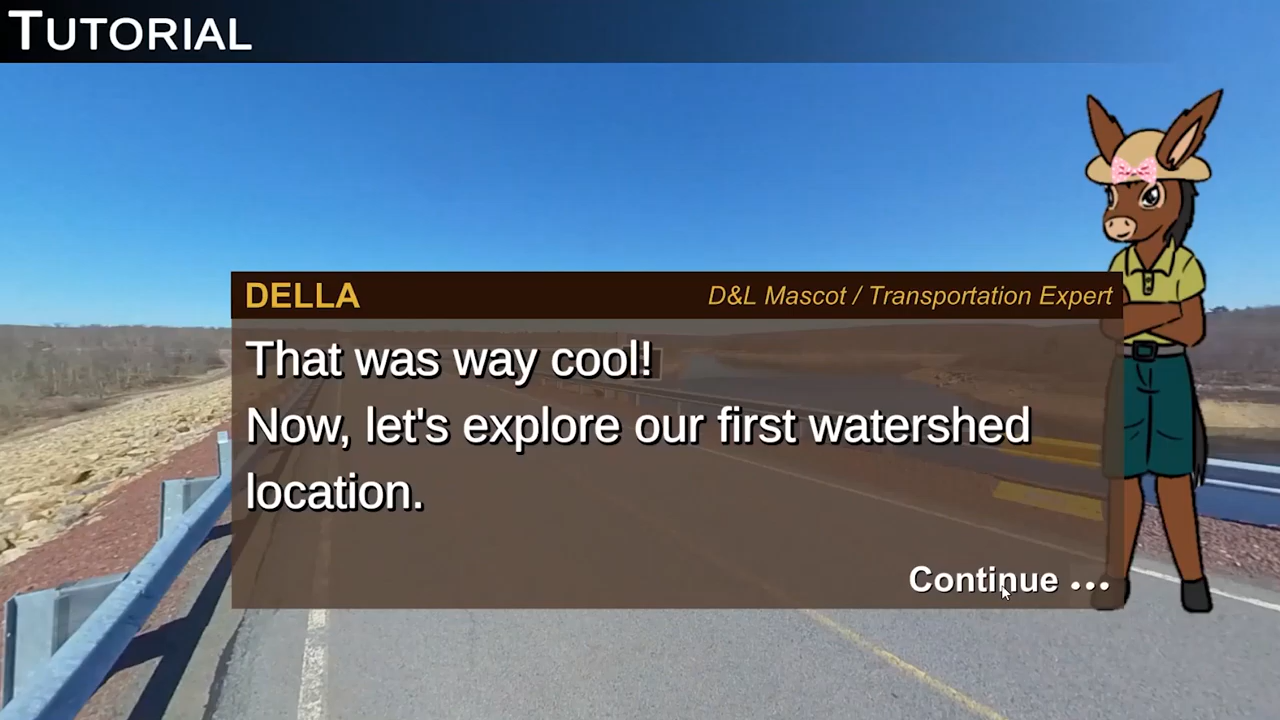 TUTORIAL
DELLA
D&L Mascot / Transportation Expert
That was way cool!
Now, let's explore our first watershed
location.
Continue ...